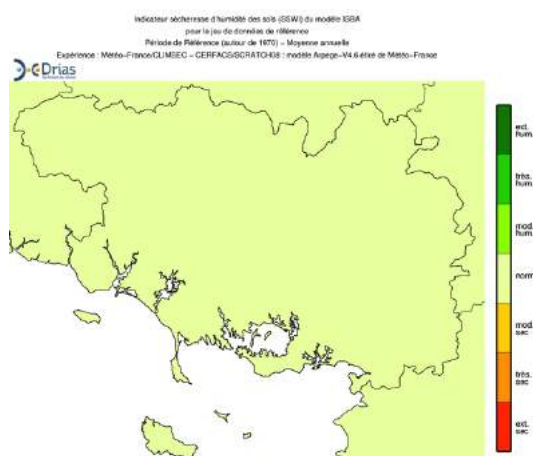 Indicateur sécheresse d'humidité des sols (SSWI) du modèle ISBA
pour le jeu de données de référence
Période de Référence (autour de 1970) – Moyenne annuelle
Expérience : Météo-France/CLIMSEC – CERFACS/SCRATCH08 : modèle Arpege-V4.6-étiré de Météo-France
Drias
ext.
hum.
très.
hum.
mod.
hum.
norm
mod.
sec
très.
sec
ext.
sec